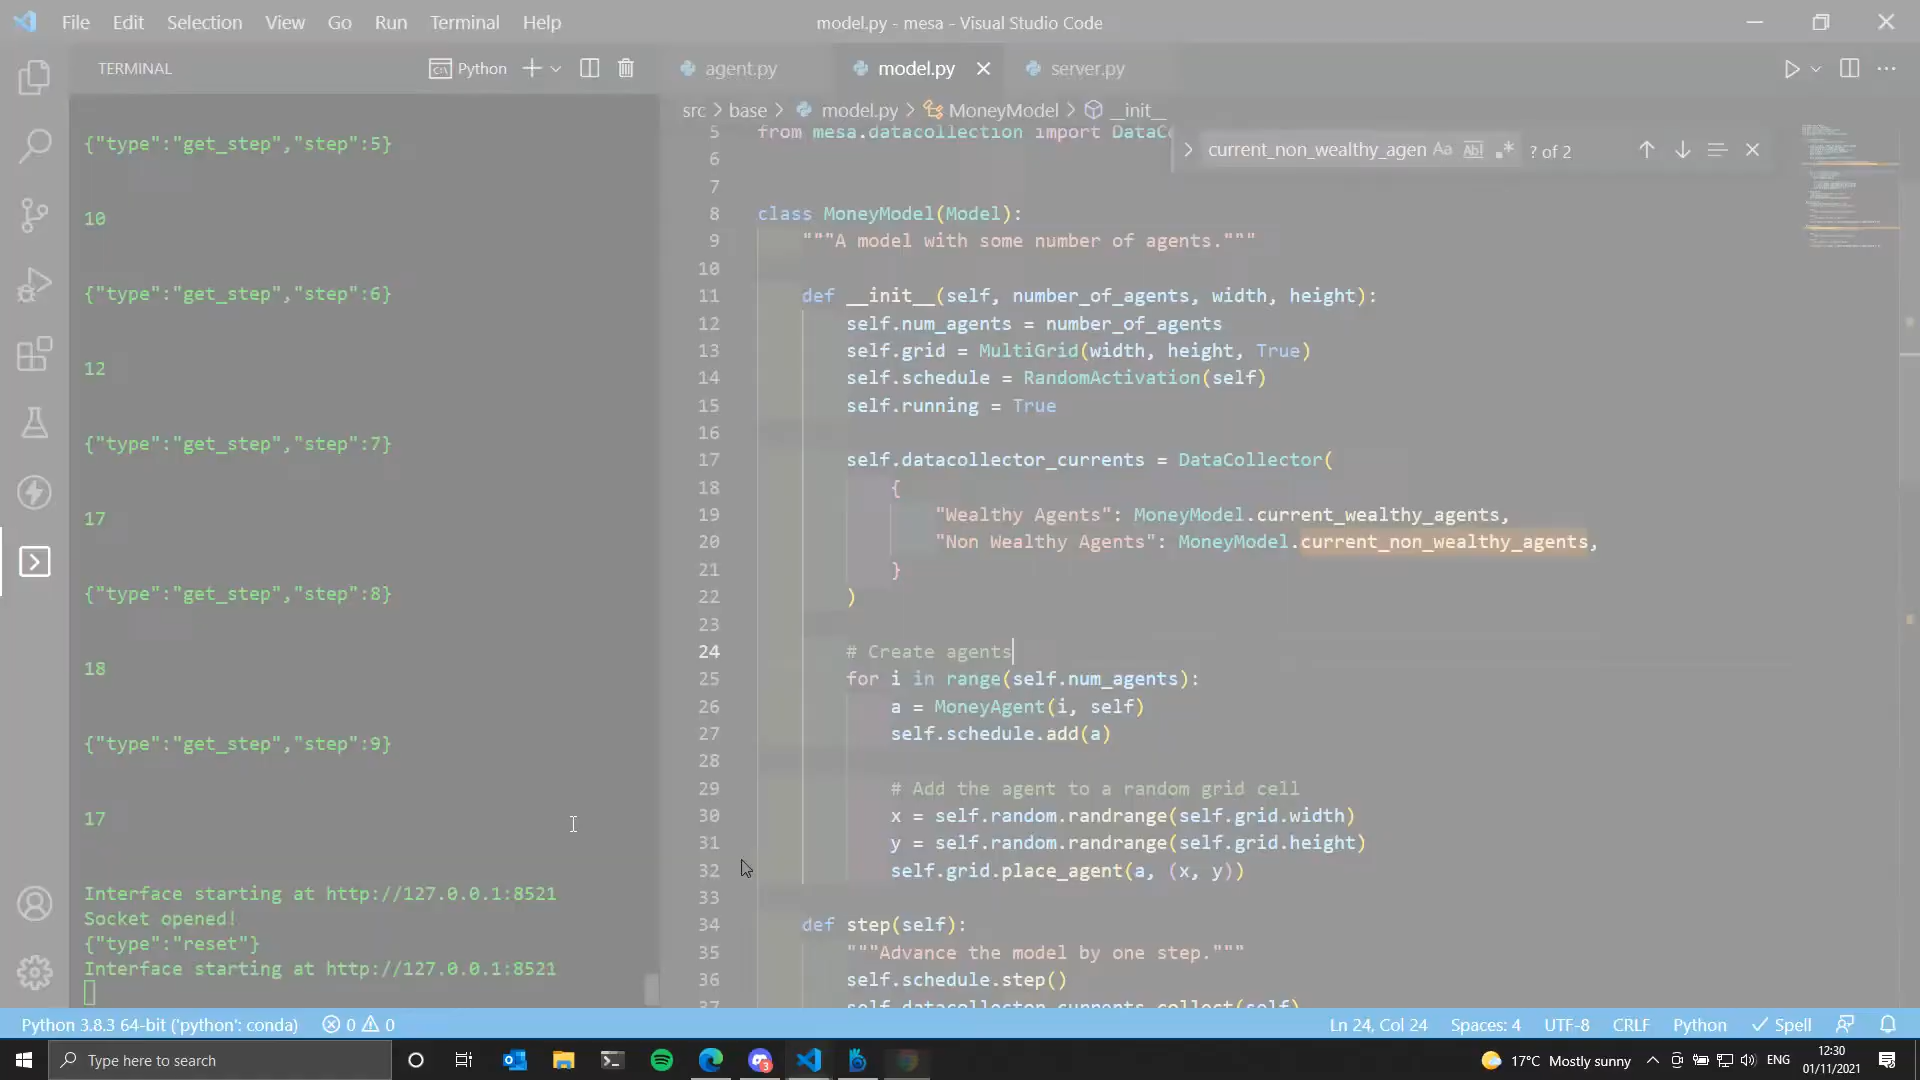 File Edit Selection View Go Run Terminal Help
model.py - mesa - Visual Studio Code
TERMINAL
Python
agent.py
model.py
server.py
src > base > model.py > MoneyModel > __init__
current_non_wealthy_agen
? of 2
{"type":"get_step","step":5}
10
{"type":"get_step","step":6}
12
{"type":"get_step","step":7}
17
{"type":"get_step","step":8}
18
{"type":"get_step","step":9}
17
Interface starting at http://127.0.0.1:8521
Socket opened!
{"type":"reset"}
Interface starting at http://127.0.0.1:8521
5 from mesa.datacollection import DataCo
6
7
8 class MoneyModel(Model):
9 """A model with some number of agents."""
10
11 def __init__(self, number_of_agents, width, height):
12 self.num_agents = number_of_agents
13 self.grid = MultiGrid(width, height, True)
14 self.schedule = RandomActivation(self)
15 self.running = True
16
17 self.datacollector_currents = DataCollector(
18 {
19 "Wealthy Agents": MoneyModel.current_wealthy_agents,
20 "Non Wealthy Agents": MoneyModel.current_non_wealthy_agents,
21 }
22 )
23
24 # Create agents
25 for i in range(self.num_agents):
26 a = MoneyAgent(i, self)
27 self.schedule.add(a)
28
29 # Add the agent to a random grid cell
30 x = self.random.randrange(self.grid.width)
31 y = self.random.randrange(self.grid.height)
32 self.grid.place_agent(a, (x, y))
33
34 def step(self):
35 """Advance the model by one step."""
36 self.schedule.step()
37 self.datacollector_currents.collect(self)
Python 3.8.3 64-bit ('python': conda) 0 0
Ln 24, Col 24 Spaces: 4 UTF-8 CRLF Python Spell
Type here to search
3
17°C Mostly sunny
ENG
12:30
01/11/2021